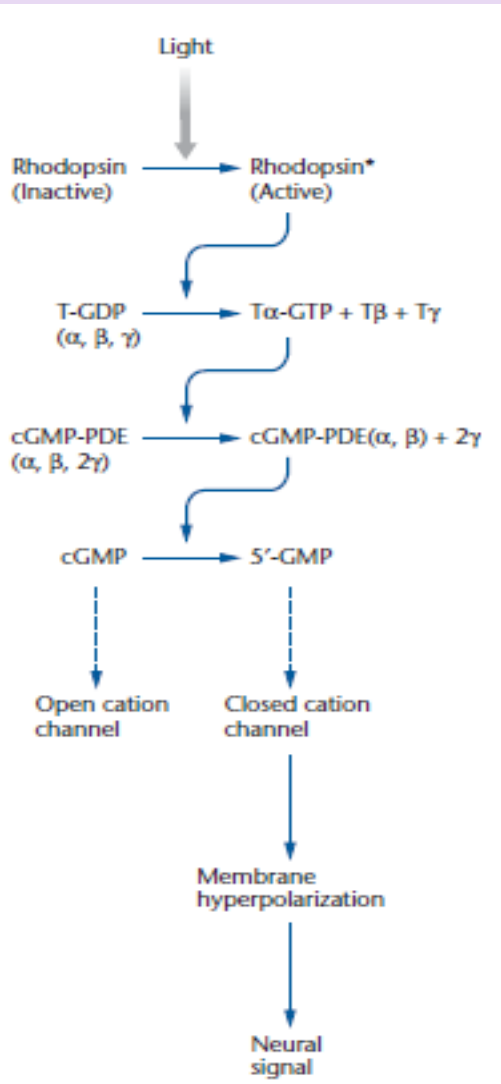 Light
Rhodopsin
(Inactive)
Rhodopsin*
(Active)
T-GDP
(α, β, γ)
Tα-GTP + Tβ + Tγ
cGMP-PDE
(α, β, 2γ)
cGMP-PDE(α, β) + 2γ
cGMP
5′-GMP
Open cation
channel
Closed cation
channel
Membrane
hyperpolarization
Neural
signal